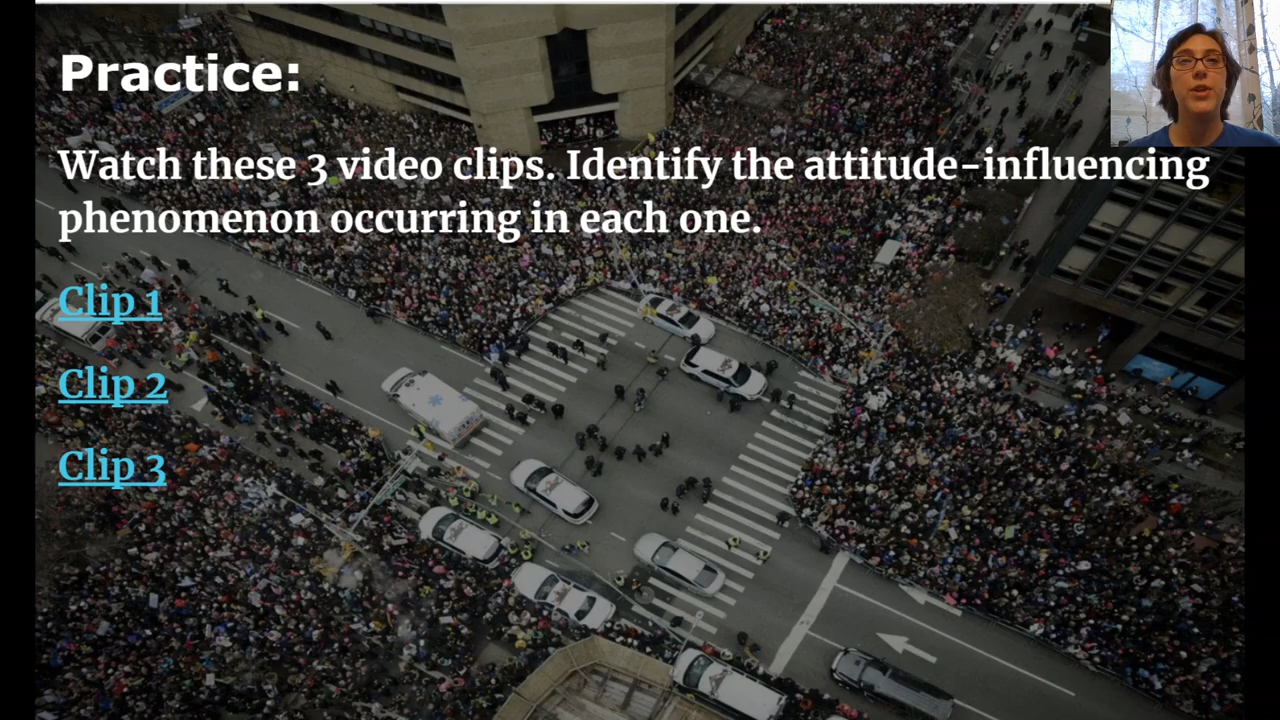 Practice:
Watch these 3 video clips. Identify the attitude-influencing
phenomenon occurring in each one.
Clip 1
Clip 2
Clip 3